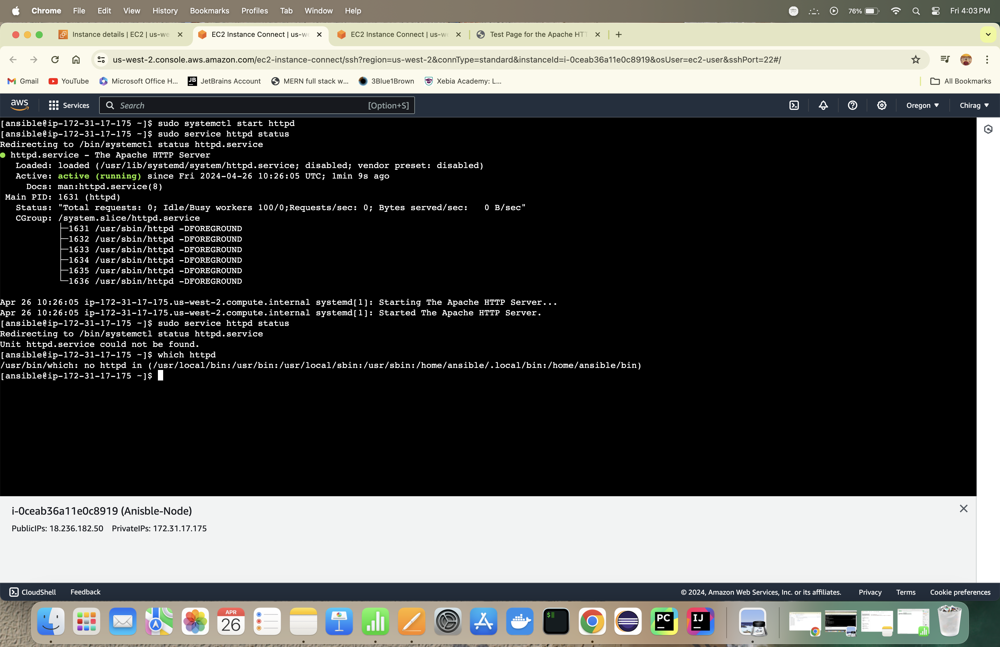 Chrome File Edit View History Bookmarks Profiles Tab Window Help 76% Fri 4:03 PM
Instance details | EC2 | us-we EC2 Instance Connect | us-we EC2 Instance Connect | us-we Test Page for the Apache HTT
us-west-2.console.aws.amazon.com/ec2-instance-connect/ssh?region=us-west-2&connType=standard&instanceId=i-0ceab36a11e0c8919&osUser=ec2-user&sshPort=22#/
Gmail YouTube Microsoft Office H... JB JetBrains Account MERN full stack w... 3Blue1Brown Xebia Academy: L... All Bookmarks
aws Services Search [Option+S] Oregon Chirag
[ansible@ip-172-31-17-175 ~]$ sudo systemctl start httpd
[ansible@ip-172-31-17-175 ~]$ sudo service httpd status
Redirecting to /bin/systemctl status httpd.service
● httpd.service - The Apache HTTP Server
Loaded: loaded (/usr/lib/systemd/system/httpd.service; disabled; vendor preset: disabled)
Active: active (running) since Fri 2024-04-26 10:26:05 UTC; 1min 9s ago
Docs: man:httpd.service(8)
Main PID: 1631 (httpd)
Status: "Total requests: 0; Idle/Busy workers 100/0;Requests/sec: 0; Bytes served/sec:   0 B/sec"
CGroup: /system.slice/httpd.service
├─1631 /usr/sbin/httpd -DFOREGROUND
├─1632 /usr/sbin/httpd -DFOREGROUND
├─1633 /usr/sbin/httpd -DFOREGROUND
├─1634 /usr/sbin/httpd -DFOREGROUND
├─1635 /usr/sbin/httpd -DFOREGROUND
└─1636 /usr/sbin/httpd -DFOREGROUND
Apr 26 10:26:05 ip-172-31-17-175.us-west-2.compute.internal systemd[1]: Starting The Apache HTTP Server...
Apr 26 10:26:05 ip-172-31-17-175.us-west-2.compute.internal systemd[1]: Started The Apache HTTP Server.
[ansible@ip-172-31-17-175 ~]$ sudo service httpd status
Redirecting to /bin/systemctl status httpd.service
Unit httpd.service could not be found.
[ansible@ip-172-31-17-175 ~]$ which httpd
/usr/bin/which: no httpd in (/usr/local/bin:/usr/bin:/usr/local/sbin:/usr/sbin:/home/ansible/.local/bin:/home/ansible/bin)
[ansible@ip-172-31-17-175 ~]$
i-0ceab36a11e0c8919 (Anisble-Node)
PublicIPs: 18.236.182.50 PrivateIPs: 172.31.17.175
CloudShell Feedback © 2024, Amazon Web Services, Inc. or its affiliates. Privacy Terms Cookie preferences
APR
26
$
PC
IJ